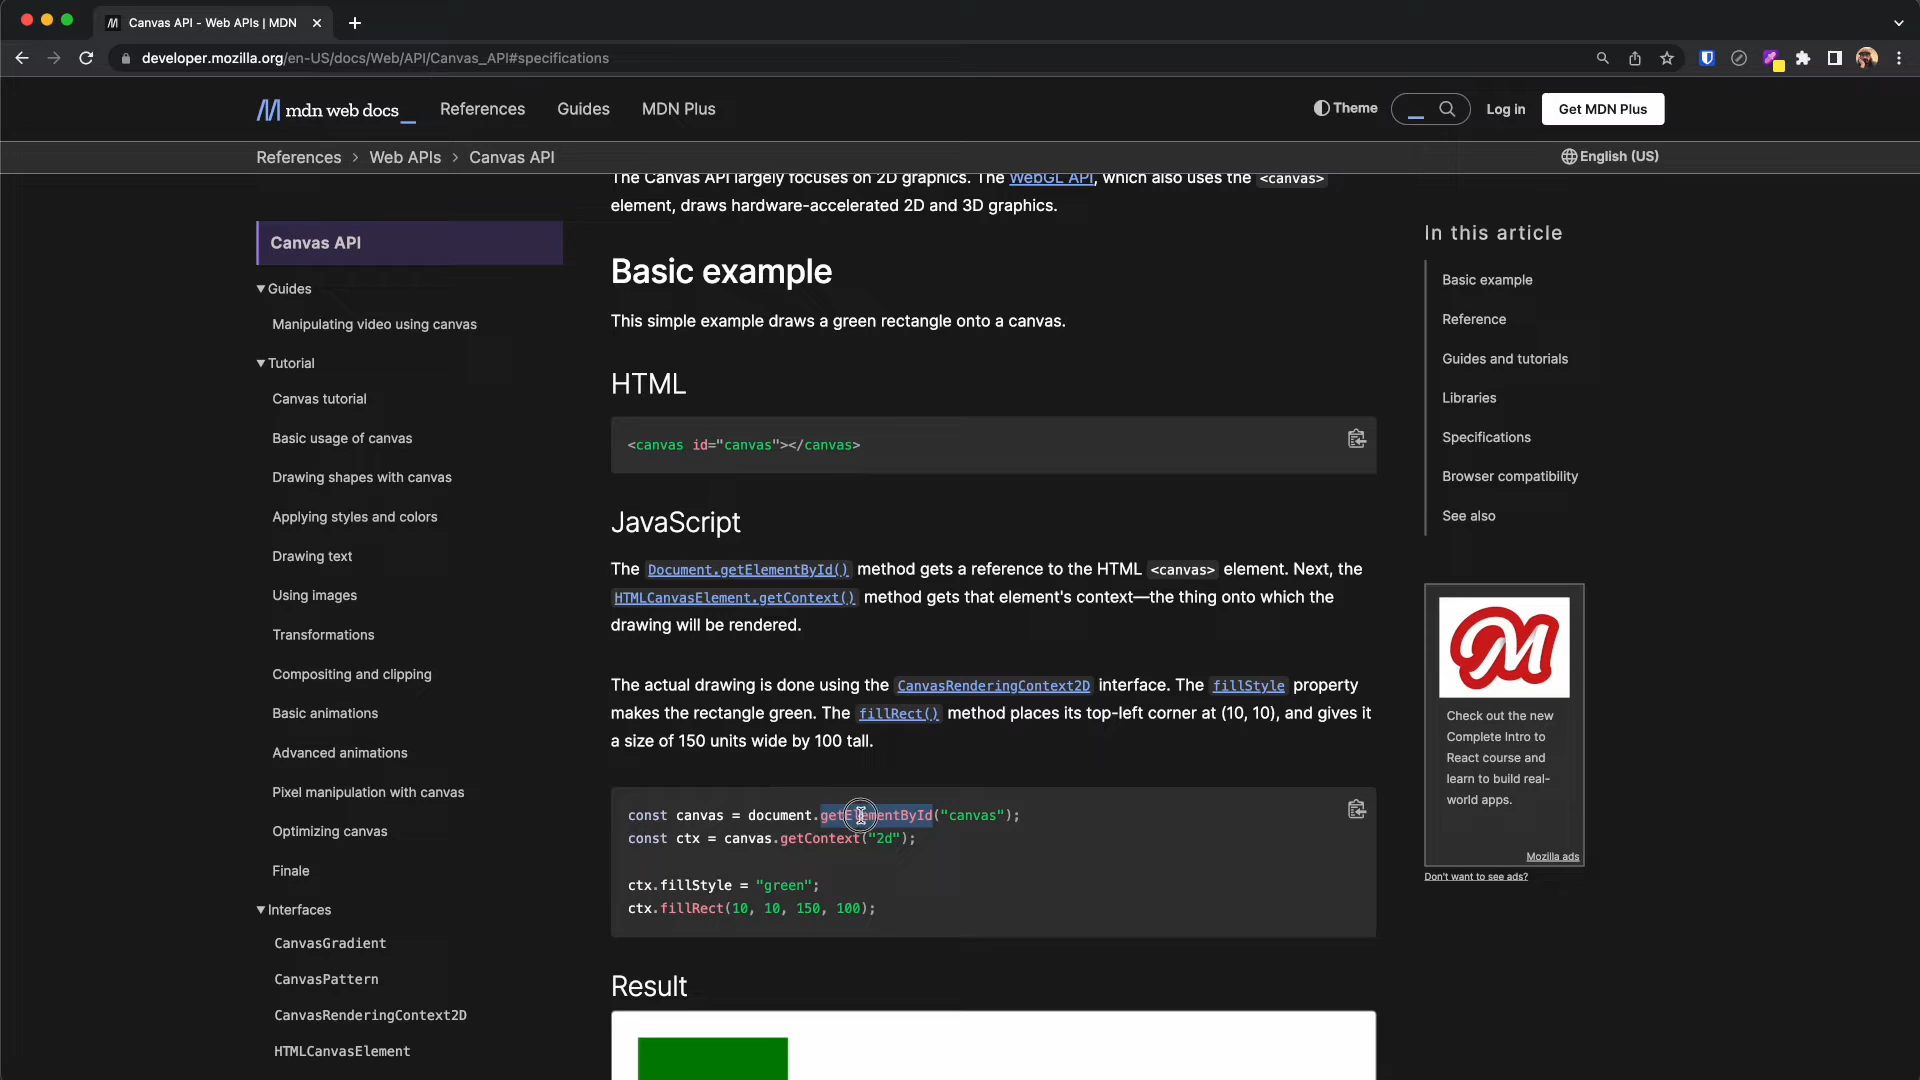 Canvas API - Web APIs | MDN
developer.mozilla.org/en-US/docs/Web/API/Canvas_API#specifications
mdn web docs_
References
Guides
MDN Plus
Theme
Log in
Get MDN Plus
References > Web APIs > Canvas API
English (US)
Canvas API
Guides
Manipulating video using canvas
Tutorial
Canvas tutorial
Basic usage of canvas
Drawing shapes with canvas
Applying styles and colors
Drawing text
Using images
Transformations
Compositing and clipping
Basic animations
Advanced animations
Pixel manipulation with canvas
Optimizing canvas
Finale
Interfaces
CanvasGradient
CanvasPattern
CanvasRenderingContext2D
HTMLCanvasElement
The Canvas API largely focuses on 2D graphics. The WebGL API, which also uses the <canvas>
element, draws hardware-accelerated 2D and 3D graphics.
Basic example
This simple example draws a green rectangle onto a canvas.
HTML
<canvas id="canvas"></canvas>
JavaScript
The Document.getElementById() method gets a reference to the HTML <canvas> element. Next, the
HTMLCanvasElement.getContext() method gets that element's context—the thing onto which the
drawing will be rendered.
The actual drawing is done using the CanvasRenderingContext2D interface. The fillStyle property
makes the rectangle green. The fillRect() method places its top-left corner at (10, 10), and gives it
a size of 150 units wide by 100 tall.
const canvas = document.getElementById("canvas");
const ctx = canvas.getContext("2d");
ctx.fillStyle = "green";
ctx.fillRect(10, 10, 150, 100);
Result
In this article
Basic example
Reference
Guides and tutorials
Libraries
Specifications
Browser compatibility
See also
M
Check out the new
Complete Intro to
React course and
learn to build real-
world apps.
Mozilla ads
Don't want to see ads?